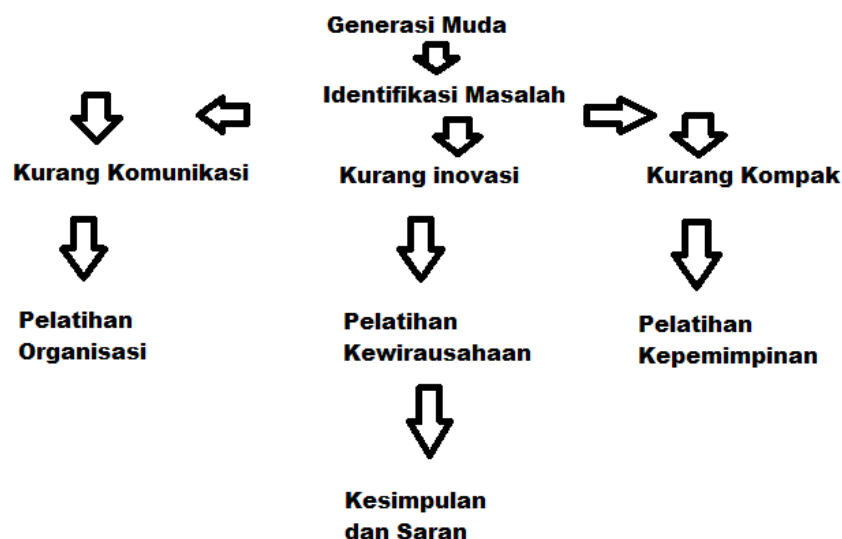 Generasi Muda
Identifikasi Masalah
Kurang Komunikasi
Kurang inovasi
Kurang Kompak
Pelatihan
Organisasi
Pelatihan
Kewirausahaan
Pelatihan
Kepemimpinan
Kesimpulan
dan Saran